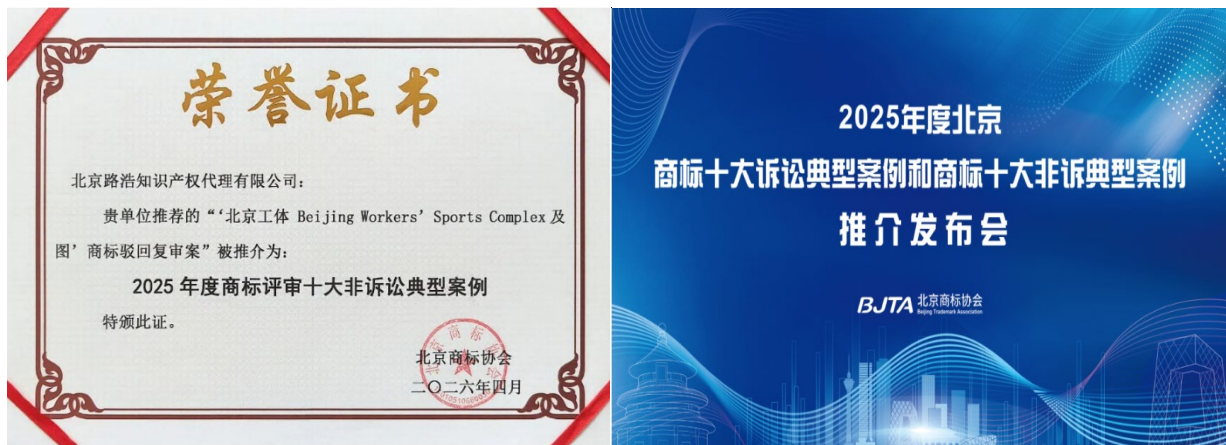 荣誉证书
北京路浩知识产权代理有限公司：
贵单位推荐的“‘北京工体 Beijing Workers’ Sports Complex 及
图’商标驳回复审案”被推介为：
2025 年度商标评审十大非诉讼典型案例
特颁此证。
北京商标协会
二〇二六年四月
2025年度北京
商标十大诉讼典型案例和商标十大非诉典型案例
推介发布会
BJTA 北京商标协会
Beijing Trademark Association